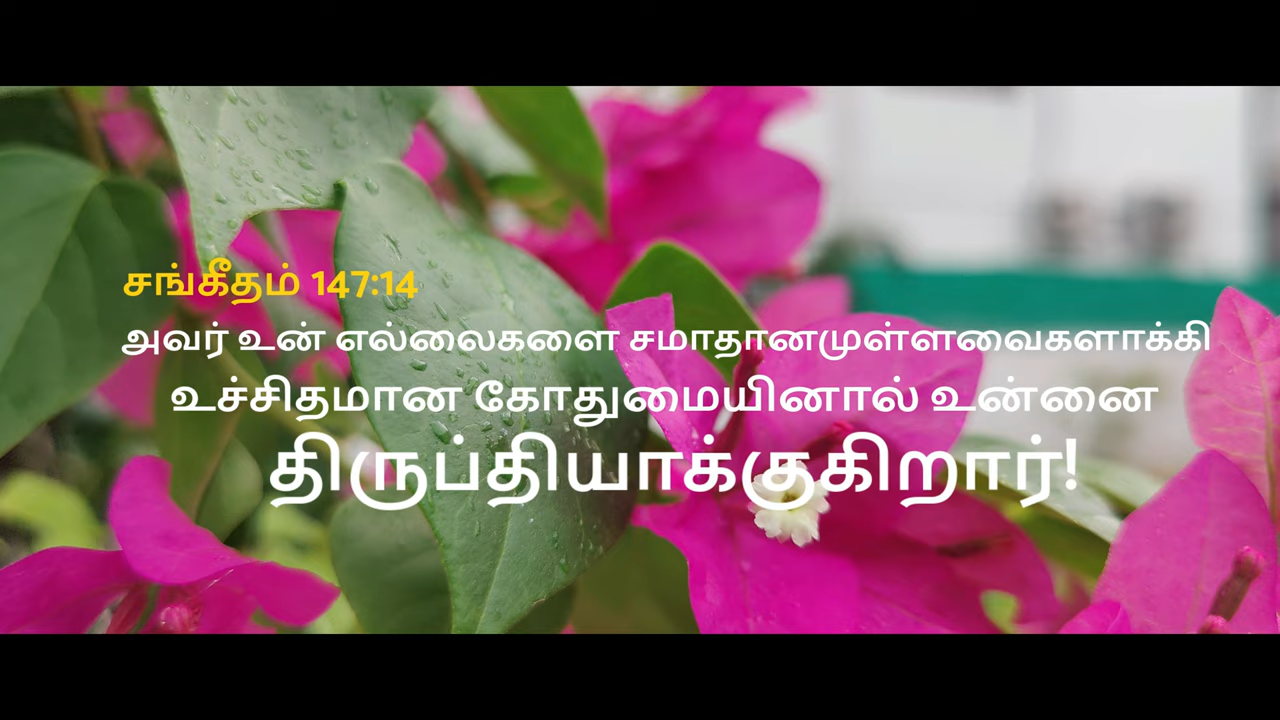 சங்கீதம் 147:14
அவர் உன் எல்லைகளை சமாதானமுள்ளவைகளாக்கி
உச்சிதமான கோதுமையினால் உன்னை
திருப்தியாக்குகிறார்!